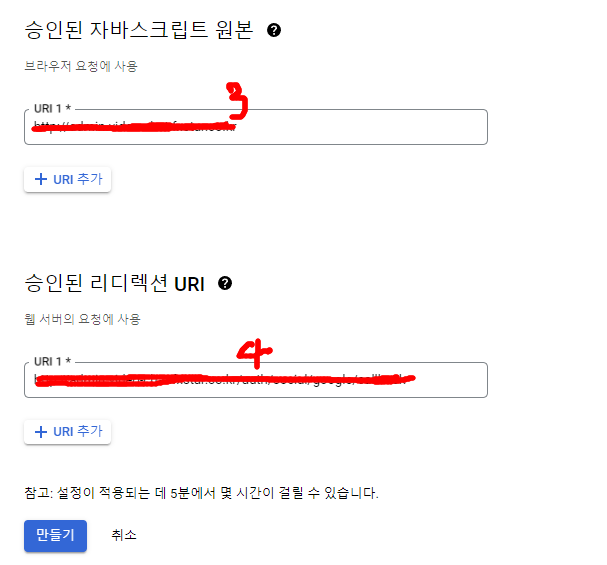 승인된 자바스크립트 원본 ?
브라우저 요청에 사용
3
URI 1 *
+ URI 추가
승인된 리디렉션 URI ?
웹 서버의 요청에 사용
4
URI 1 *
+ URI 추가
참고: 설정이 적용되는 데 5분에서 몇 시간이 걸릴 수 있습니다.
만들기 취소